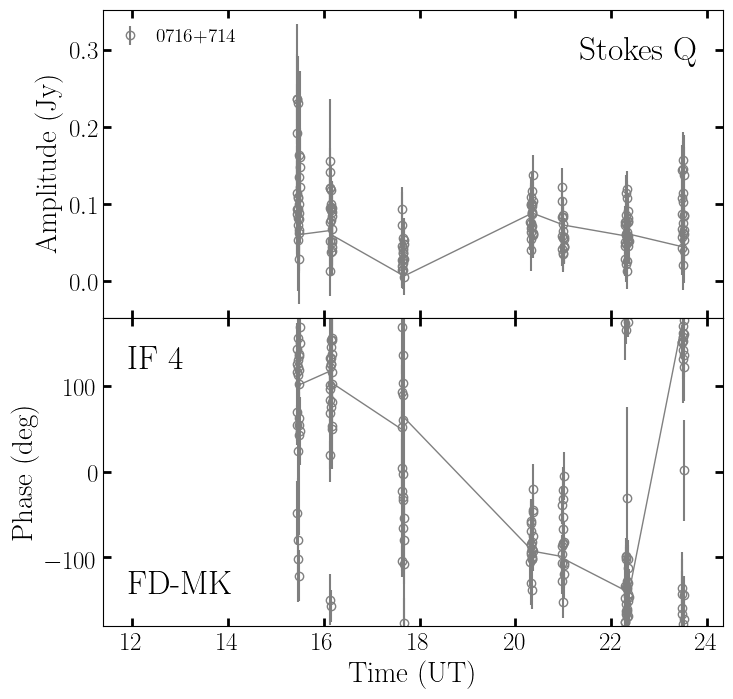 0716+714
Stokes Q
Amplitude (Jy)
0.3
0.2
0.1
0.0
IF 4
FD-MK
Phase (deg)
100
0
−100
12 14 16 18 20 22 24
Time (UT)